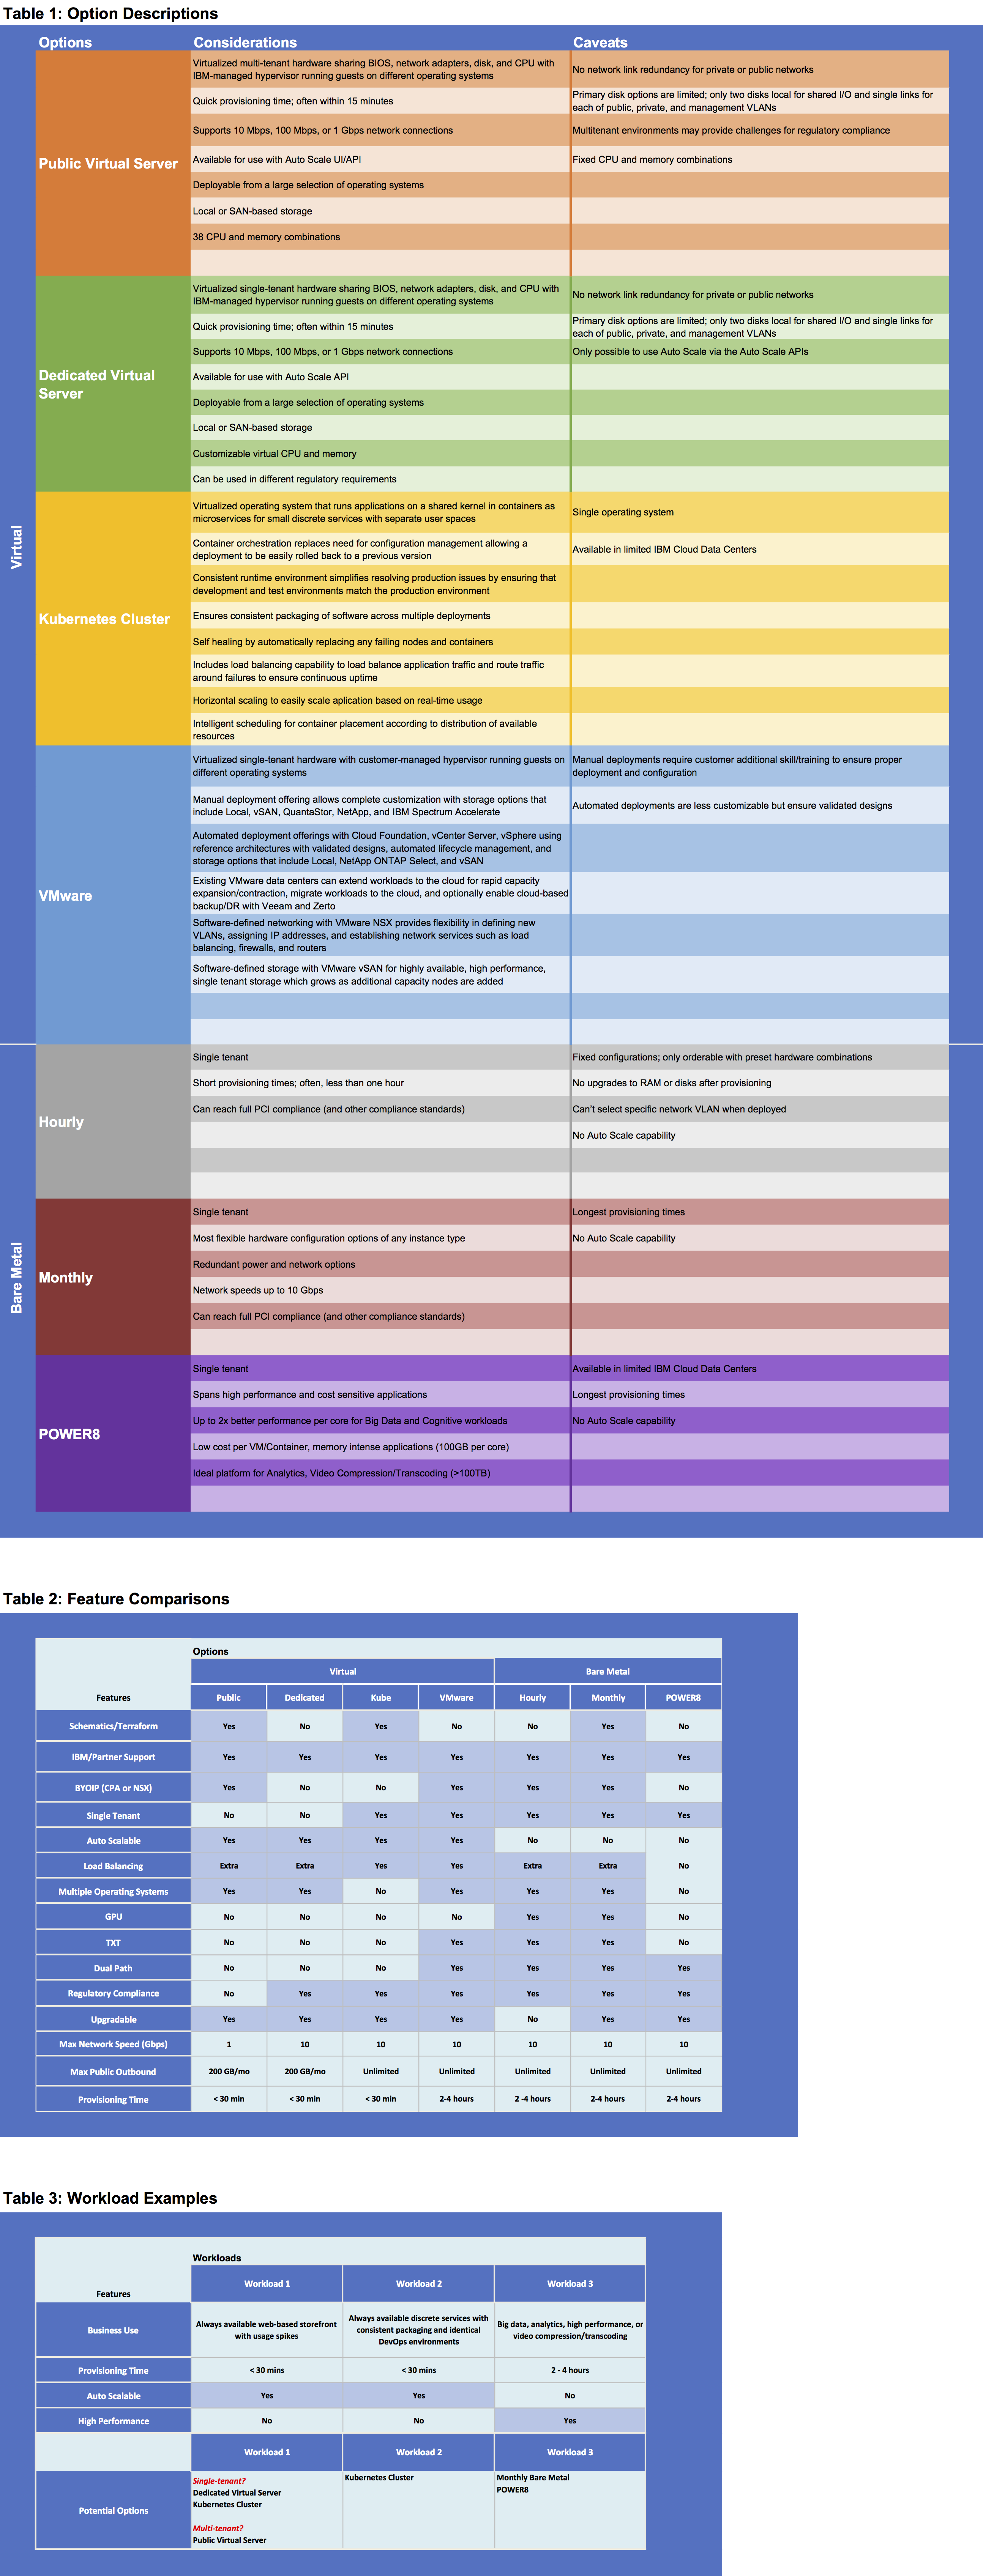 Table 1: Option Descriptions
Options Considerations Caveats
Virtual
Public Virtual Server
Virtualized multi-tenant hardware sharing BIOS, network adapters, disk, and CPU with
IBM-managed hypervisor running guests on different operating systems
No network link redundancy for private or public networks
Quick provisioning time; often within 15 minutes
Primary disk options are limited; only two disks local for shared I/O and single links for
each of public, private, and management VLANs
Supports 10 Mbps, 100 Mbps, or 1 Gbps network connections
Multitenant environments may provide challenges for regulatory compliance
Available for use with Auto Scale UI/API
Fixed CPU and memory combinations
Deployable from a large selection of operating systems
Local or SAN-based storage
38 CPU and memory combinations
Dedicated Virtual
Server
Virtualized single-tenant hardware sharing BIOS, network adapters, disk, and CPU with
IBM-managed hypervisor running guests on different operating systems
No network link redundancy for private or public networks
Quick provisioning time; often within 15 minutes
Primary disk options are limited; only two disks local for shared I/O and single links for
each of public, private, and management VLANs
Supports 10 Mbps, 100 Mbps, or 1 Gbps network connections
Only possible to use Auto Scale via the Auto Scale APIs
Available for use with Auto Scale API
Deployable from a large selection of operating systems
Local or SAN-based storage
Customizable virtual CPU and memory
Can be used in different regulatory requirements
Kubernetes Cluster
Virtualized operating system that runs applications on a shared kernel in containers as
microservices for small discrete services with separate user spaces
Single operating system
Container orchestration replaces need for configuration management allowing a
deployment to be easily rolled back to a previous version
Available in limited IBM Cloud Data Centers
Consistent runtime environment simplifies resolving production issues by ensuring that
development and test environments match the production environment
Ensures consistent packaging of software across multiple deployments
Self healing by automatically replacing any failing nodes and containers
Includes load balancing capability to load balance application traffic and route traffic
around failures to ensure continuous uptime
Horizontal scaling to easily scale aplication based on real-time usage
Intelligent scheduling for container placement according to distribution of available
resources
VMware
Virtualized single-tenant hardware with customer-managed hypervisor running guests on
different operating systems
Manual deployments require customer additional skill/training to ensure proper
deployment and configuration
Manual deployment offering allows complete customization with storage options that
include Local, vSAN, QuantaStor, NetApp, and IBM Spectrum Accelerate
Automated deployments are less customizable but ensure validated designs
Automated deployment offerings with Cloud Foundation, vCenter Server, vSphere using
reference architectures with validated designs, automated lifecycle management, and
storage options that include Local, NetApp ONTAP Select, and vSAN
Existing VMware data centers can extend workloads to the cloud for rapid capacity
expansion/contraction, migrate workloads to the cloud, and optionally enable cloud-based
backup/DR with Veeam and Zerto
Software-defined networking with VMware NSX provides flexibility in defining new
VLANs, assigning IP addresses, and establishing network services such as load
balancing, firewalls, and routers
Software-defined storage with VMware vSAN for highly available, high performance,
single tenant storage which grows as additional capacity nodes are added
Bare Metal
Hourly
Single tenant
Fixed configurations; only orderable with preset hardware combinations
Short provisioning times; often, less than one hour
No upgrades to RAM or disks after provisioning
Can reach full PCI compliance (and other compliance standards)
Can't select specific network VLAN when deployed
No Auto Scale capability
Monthly
Single tenant
Longest provisioning times
Most flexible hardware configuration options of any instance type
No Auto Scale capability
Redundant power and network options
Network speeds up to 10 Gbps
Can reach full PCI compliance (and other compliance standards)
POWER8
Single tenant
Available in limited IBM Cloud Data Centers
Spans high performance and cost sensitive applications
Longest provisioning times
Up to 2x better performance per core for Big Data and Cognitive workloads
No Auto Scale capability
Low cost per VM/Container, memory intense applications (100GB per core)
Ideal platform for Analytics, Video Compression/Transcoding (>100TB)
Table 2: Feature Comparisons
Options
Virtual Bare Metal
Features Public Dedicated Kube VMware Hourly Monthly POWER8
Schematics/Terraform Yes No Yes No No Yes No
IBM/Partner Support Yes Yes Yes Yes Yes Yes Yes
BYOIP (CPA or NSX) Yes No No Yes Yes Yes No
Single Tenant No No Yes Yes Yes Yes Yes
Auto Scalable Yes Yes Yes Yes No No No
Load Balancing Extra Extra Yes Yes Extra Extra No
Multiple Operating Systems Yes Yes No Yes Yes Yes No
GPU No No No No Yes Yes No
TXT No No No Yes Yes Yes No
Dual Path No No No Yes Yes Yes Yes
Regulatory Compliance No Yes Yes Yes Yes Yes Yes
Upgradable Yes Yes Yes Yes No Yes Yes
Max Network Speed (Gbps) 1 10 10 10 10 10 10
Max Public Outbound 200 GB/mo 200 GB/mo Unlimited Unlimited Unlimited Unlimited Unlimited
Provisioning Time < 30 min < 30 min < 30 min 2-4 hours 2 -4 hours 2-4 hours 2-4 hours
Table 3: Workload Examples
Workloads
Features Workload 1 Workload 2 Workload 3
Business Use
Always available web-based storefront
with usage spikes
Always available discrete services with
consistent packaging and identical
DevOps environments
Big data, analytics, high performance, or
video compression/transcoding
Provisioning Time < 30 mins < 30 mins 2 - 4 hours
Auto Scalable Yes Yes No
High Performance No No Yes
Workload 1 Workload 2 Workload 3
Potential Options
Single-tenant?
Dedicated Virtual Server
Kubernetes Cluster
Multi-tenant?
Public Virtual Server
Kubernetes Cluster
Monthly Bare Metal
POWER8